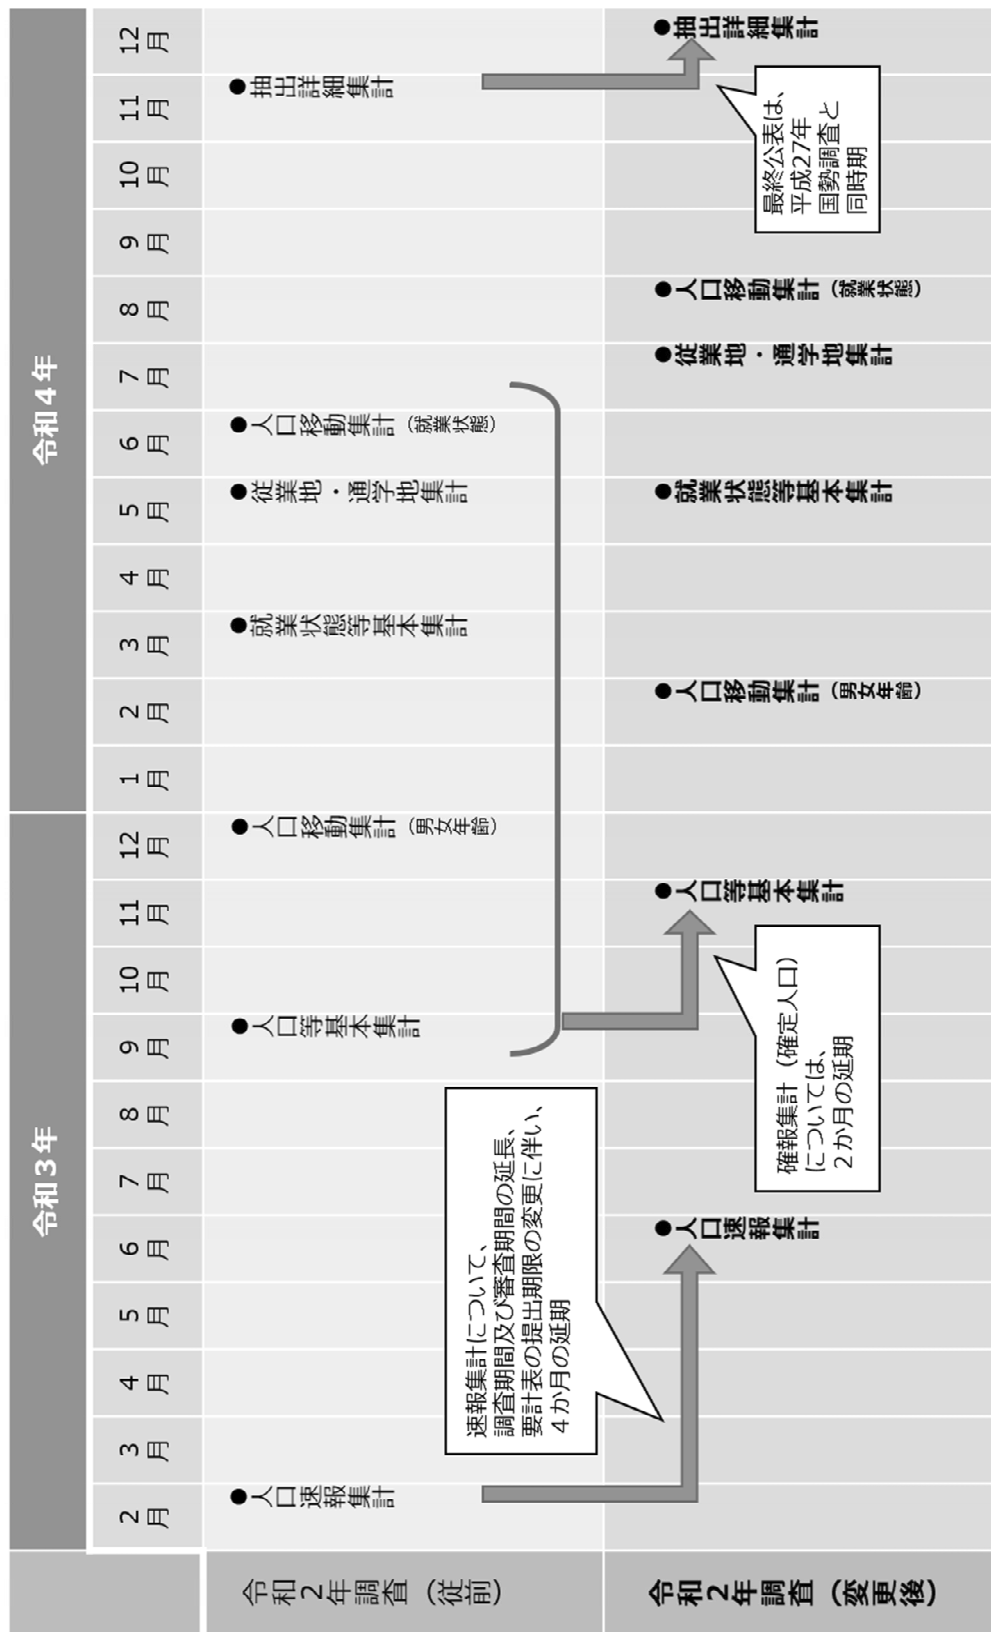 令和3年
令和4年
2月
3月
4月
5月
6月
7月
8月
9月
10月
11月
12月
1月
2月
3月
4月
5月
6月
7月
8月
9月
10月
11月
12月
令和2年調査（従前）
●人口速報集計
●人口等基本集計
●人口移動集計（男女年齢）
●就業状態等基本集計
●従業地・通学地集計
●人口移動集計（就業状態）
●抽出詳細集計
速報集計について、
調査期間及び審査期間の延長、
要計表の提出期限の変更に伴い、
4か月の延期
令和2年調査（変更後）
●人口速報集計
●人口等基本集計
●人口移動集計（男女年齢）
●就業状態等基本集計
●従業地・通学地集計
●人口移動集計（就業状態）
●抽出詳細集計
確報集計（確定人口）
については、
2か月の延期
最終公表は、
平成27年
国勢調査と
同時期